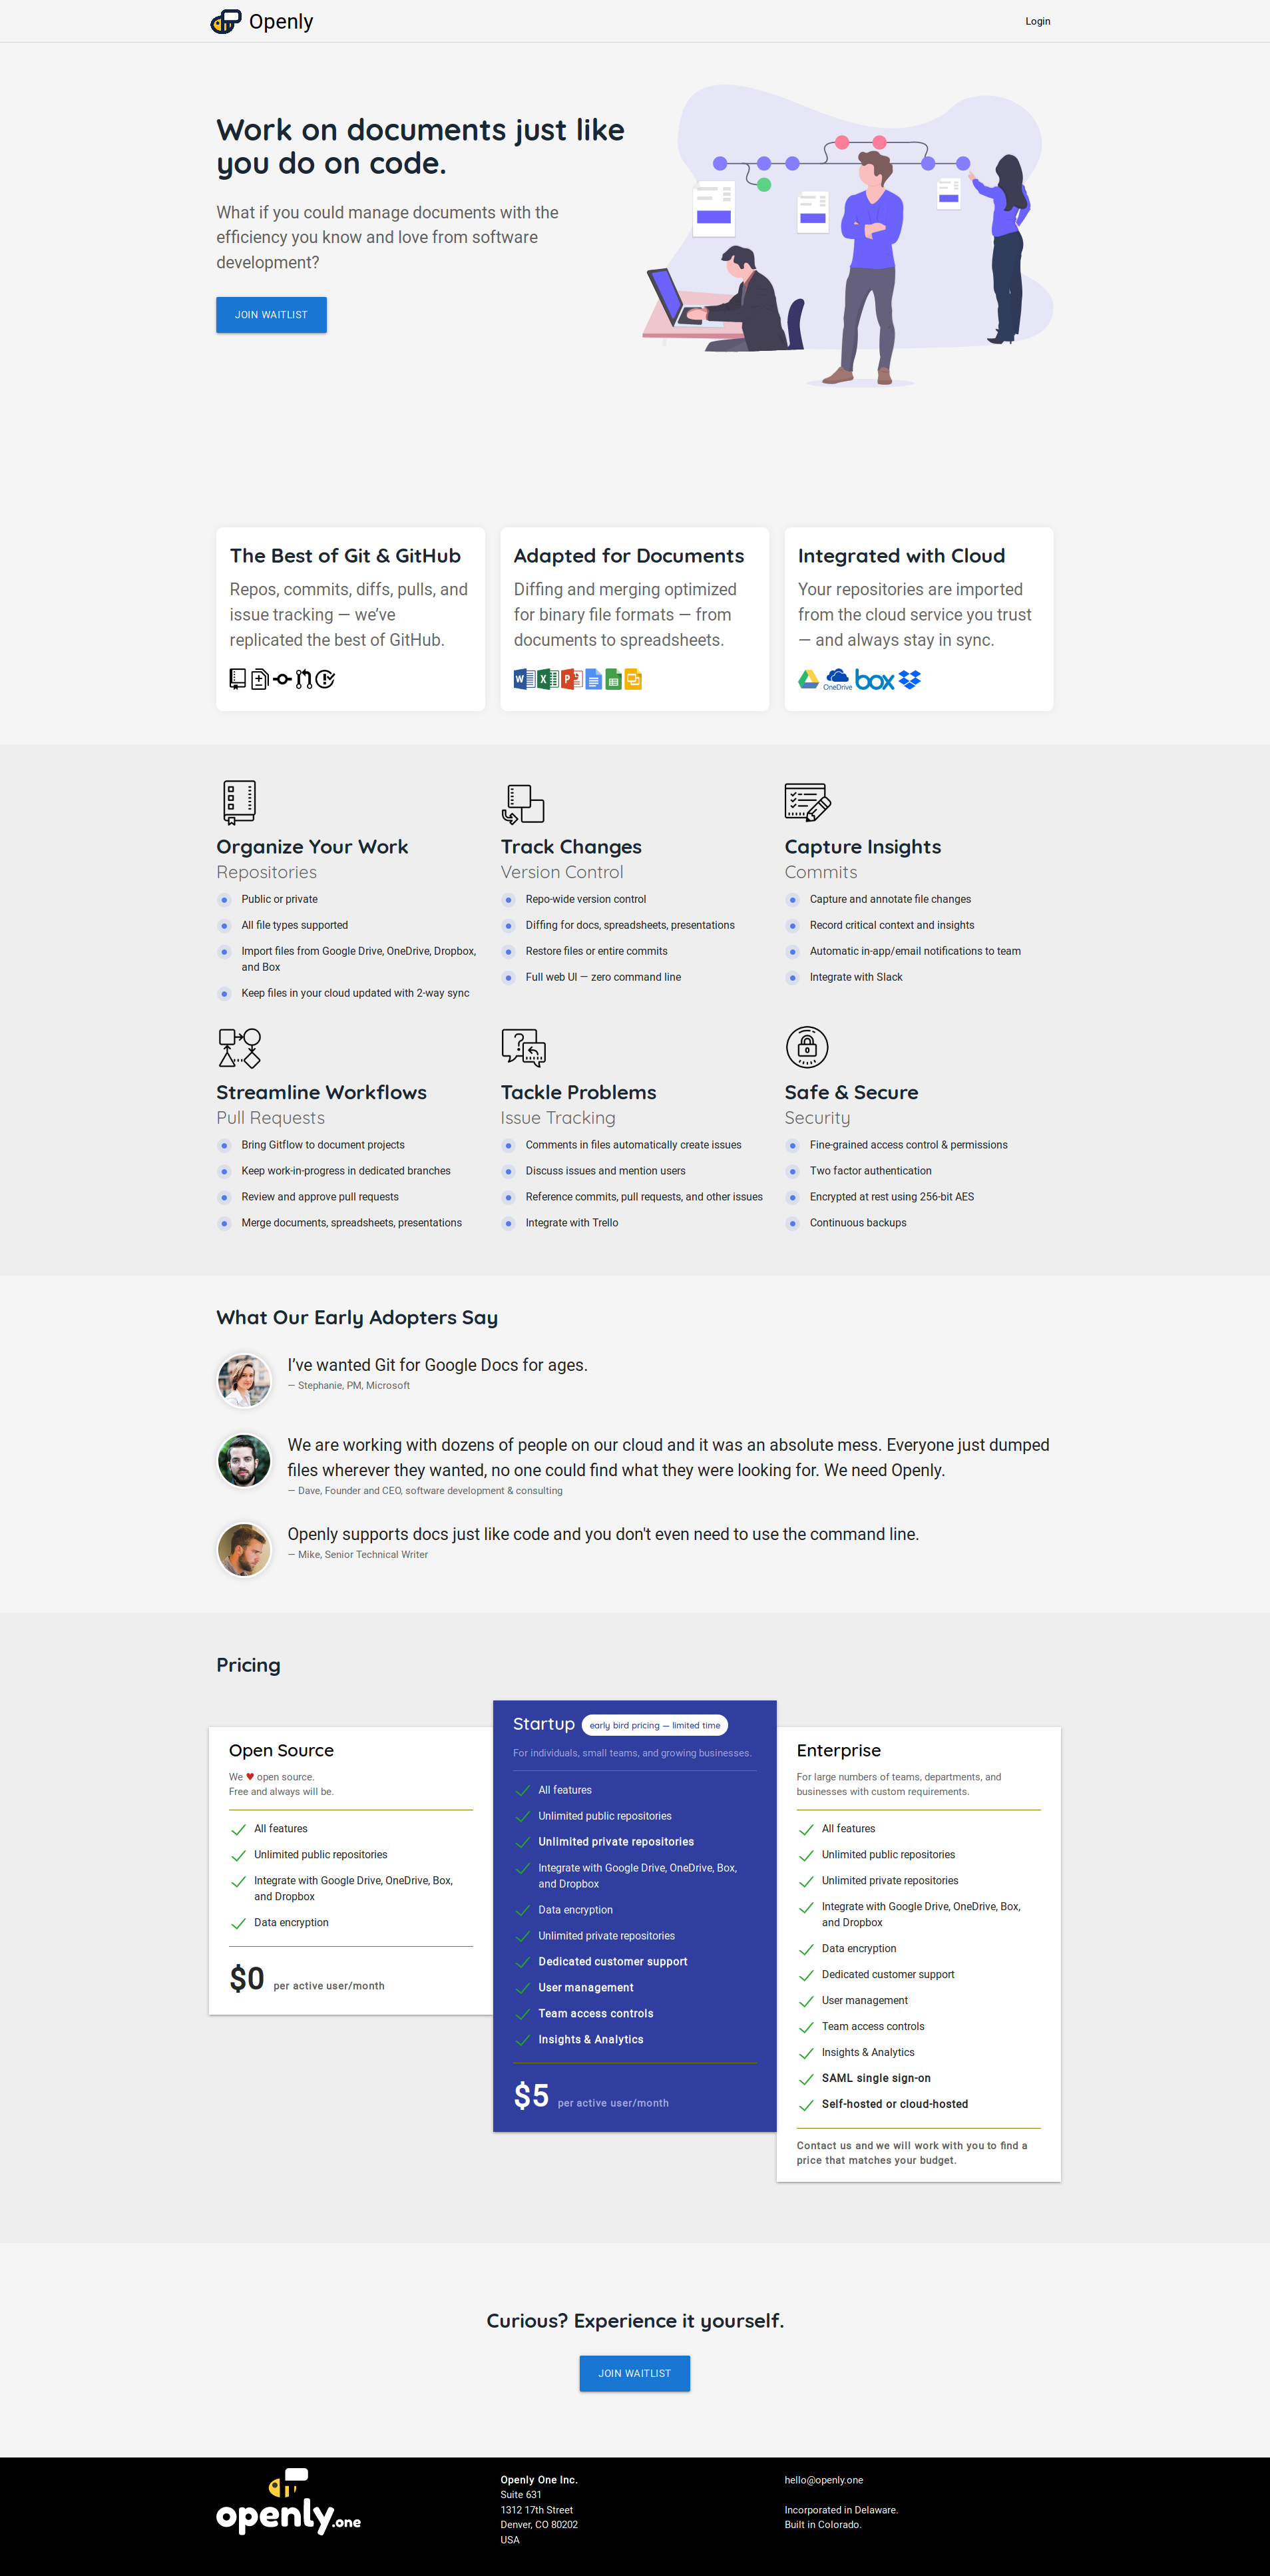 Openly
Login
Work on documents just like
you do on code.
What if you could manage documents with the
efficiency you know and love from software
development?
JOIN WAITLIST
The Best of Git & GitHub
Repos, commits, diffs, pulls, and
issue tracking — we’ve
replicated the best of GitHub.
Adapted for Documents
Diffing and merging optimized
for binary file formats — from
documents to spreadsheets.
W X P
Integrated with Cloud
Your repositories are imported
from the cloud service you trust
— and always stay in sync.
OneDrive box
Organize Your Work
Repositories
Public or private
All file types supported
Import files from Google Drive, OneDrive, Dropbox,
and Box
Keep files in your cloud updated with 2-way sync
Track Changes
Version Control
Repo-wide version control
Diffing for docs, spreadsheets, presentations
Restore files or entire commits
Full web UI — zero command line
Capture Insights
Commits
Capture and annotate file changes
Record critical context and insights
Automatic in-app/email notifications to team
Integrate with Slack
Streamline Workflows
Pull Requests
Bring Gitflow to document projects
Keep work-in-progress in dedicated branches
Review and approve pull requests
Merge documents, spreadsheets, presentations
Tackle Problems
Issue Tracking
Comments in files automatically create issues
Discuss issues and mention users
Reference commits, pull requests, and other issues
Integrate with Trello
Safe & Secure
Security
Fine-grained access control & permissions
Two factor authentication
Encrypted at rest using 256-bit AES
Continuous backups
What Our Early Adopters Say
I’ve wanted Git for Google Docs for ages.
— Stephanie, PM, Microsoft
We are working with dozens of people on our cloud and it was an absolute mess. Everyone just dumped
files wherever they wanted, no one could find what they were looking for. We need Openly.
— Dave, Founder and CEO, software development & consulting
Openly supports docs just like code and you don't even need to use the command line.
— Mike, Senior Technical Writer
Pricing
Open Source
We ♥ open source.
Free and always will be.
All features
Unlimited public repositories
Integrate with Google Drive, OneDrive, Box,
and Dropbox
Data encryption
$0 per active user/month
Startup early bird pricing — limited time
For individuals, small teams, and growing businesses.
All features
Unlimited public repositories
Unlimited private repositories
Integrate with Google Drive, OneDrive, Box,
and Dropbox
Data encryption
Unlimited private repositories
Dedicated customer support
User management
Team access controls
Insights & Analytics
$5 per active user/month
Enterprise
For large numbers of teams, departments, and
businesses with custom requirements.
All features
Unlimited public repositories
Unlimited private repositories
Integrate with Google Drive, OneDrive, Box,
and Dropbox
Data encryption
Dedicated customer support
User management
Team access controls
Insights & Analytics
SAML single sign-on
Self-hosted or cloud-hosted
Contact us and we will work with you to find a
price that matches your budget.
Curious? Experience it yourself.
JOIN WAITLIST
openly.one
Openly One Inc.
Suite 631
1312 17th Street
Denver, CO 80202
USA
hello@openly.one
Incorporated in Delaware.
Built in Colorado.